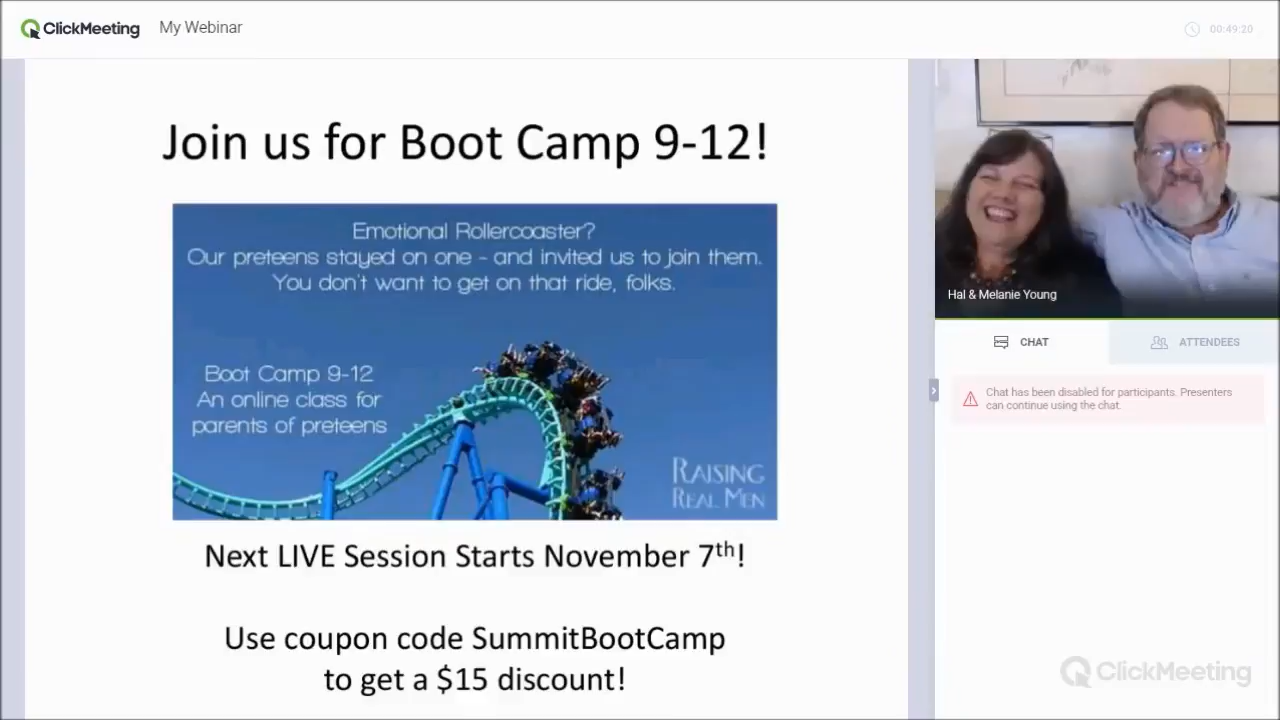 ClickMeeting
My Webinar
00:49:20
Join us for Boot Camp 9-12!
Emotional Rollercoaster?
Our preteens stayed on one - and invited us to join them.
You don't want to get on that ride, folks.
Boot Camp 9-12
An online class for
parents of preteens
RAISING
REAL MEN
Next LIVE Session Starts November 7th!
Use coupon code SummitBootCamp
to get a $15 discount!
Hal & Melanie Young
CHAT
ATTENDEES
Chat has been disabled for participants. Presenters
can continue using the chat.
ClickMeeting